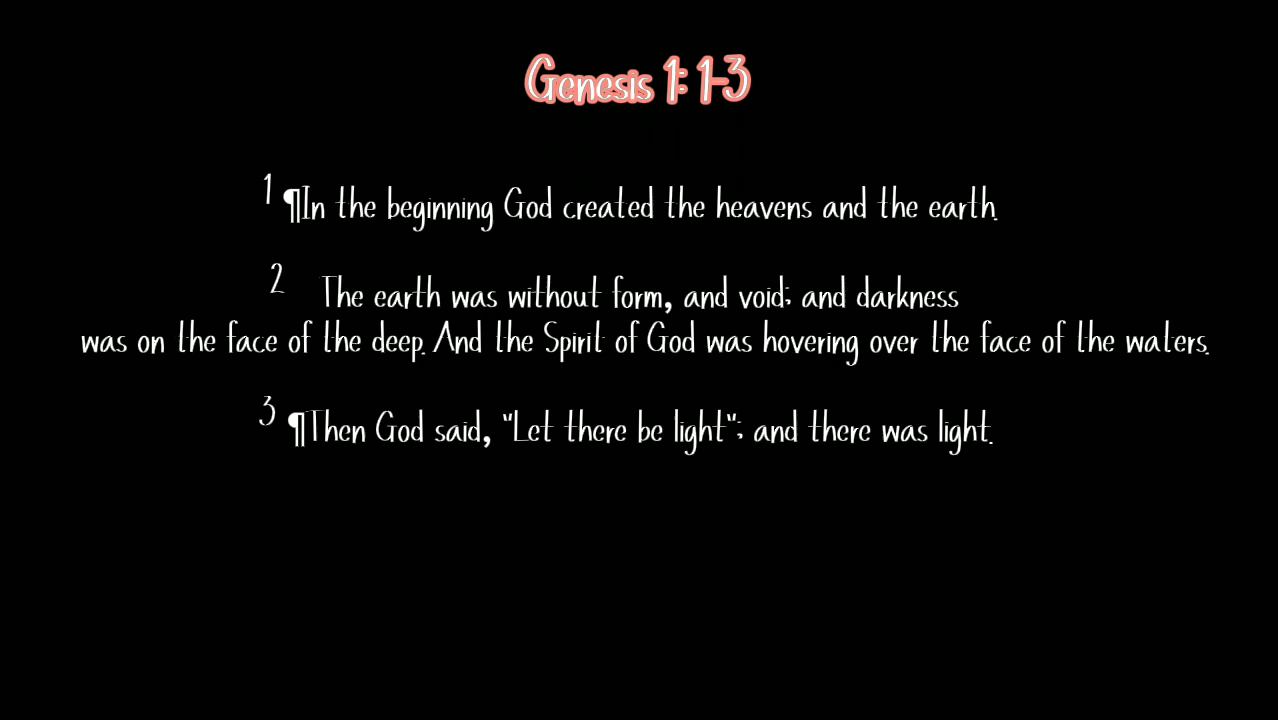 Genesis 1: 1-3
1 ¶In the beginning God created the heavens and the earth.
2 The earth was without form, and void; and darkness
was on the face of the deep. And the Spirit of God was hovering over the face of the waters.
3 ¶Then God said, "Let there be light"; and there was light.